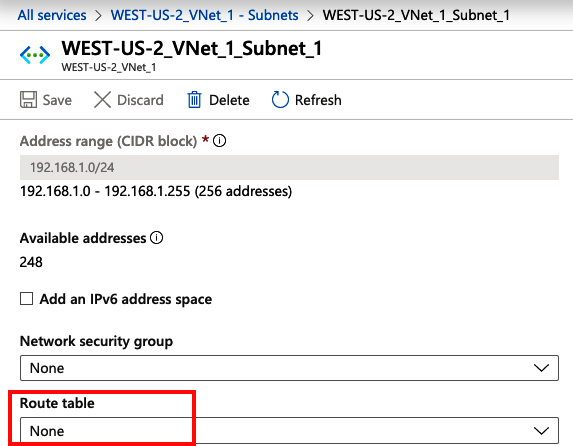 All services > WEST-US-2_VNet_1 - Subnets > WEST-US-2_VNet_1_Subnet_1
WEST-US-2_VNet_1_Subnet_1
WEST-US-2_VNet_1
Save Discard Delete Refresh
Address range (CIDR block) *
192.168.1.0/24
192.168.1.0 - 192.168.1.255 (256 addresses)
Available addresses
248
Add an IPv6 address space
Network security group
None
Route table
None